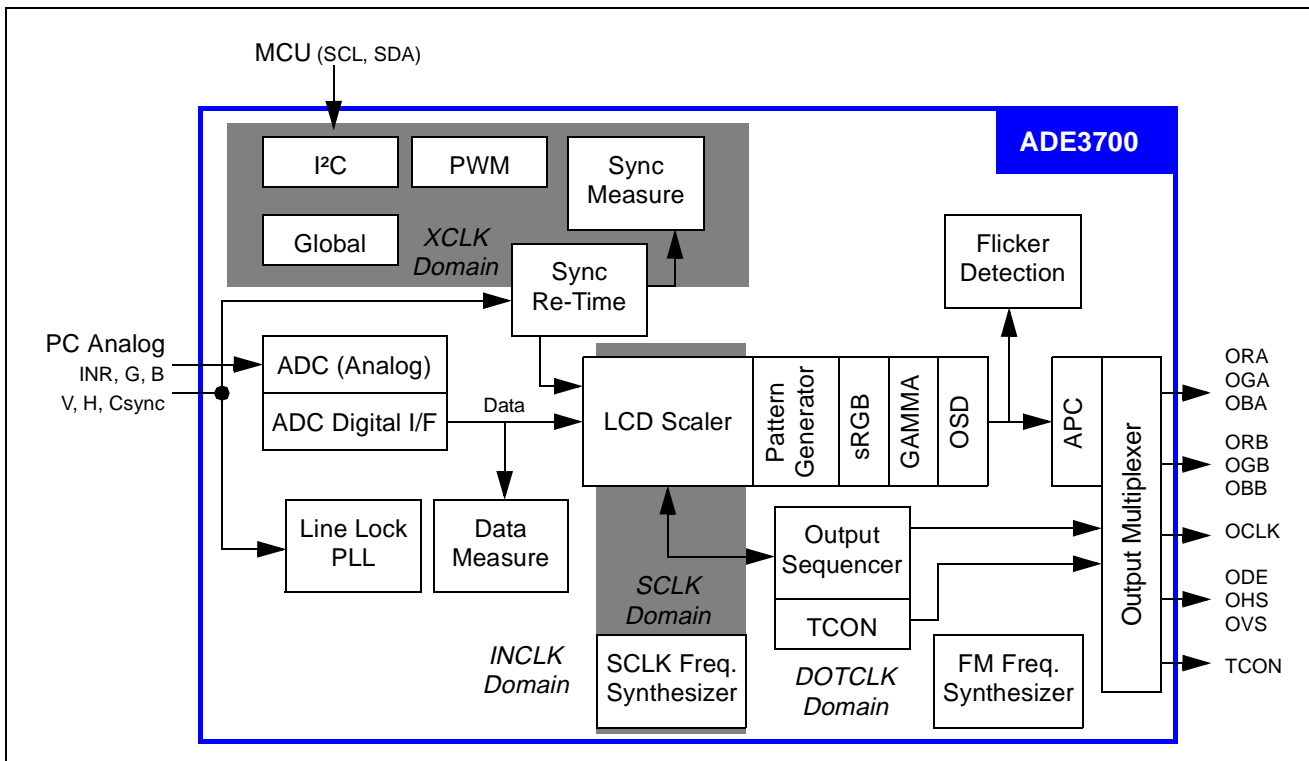 MCU (SCL, SDA)
ADE3700
I²C
PWM
Sync
Measure
Global
XCLK
Domain
Sync
Re-Time
Flicker
Detection
PC Analog
INR, G, B
V, H, Csync
ADC (Analog)
ADC Digital I/F
Data
LCD Scaler
Pattern
Generator
sRGB
GAMMA
OSD
APC
Output Multiplexer
ORA
OGA
OBA
ORB
OGB
OBB
OCLK
ODE
OHS
OVS
TCON
Line Lock
PLL
Data
Measure
Output
Sequencer
TCON
SCLK
Domain
INCLK
Domain
SCLK Freq.
Synthesizer
DOTCLK
Domain
FM Freq.
Synthesizer